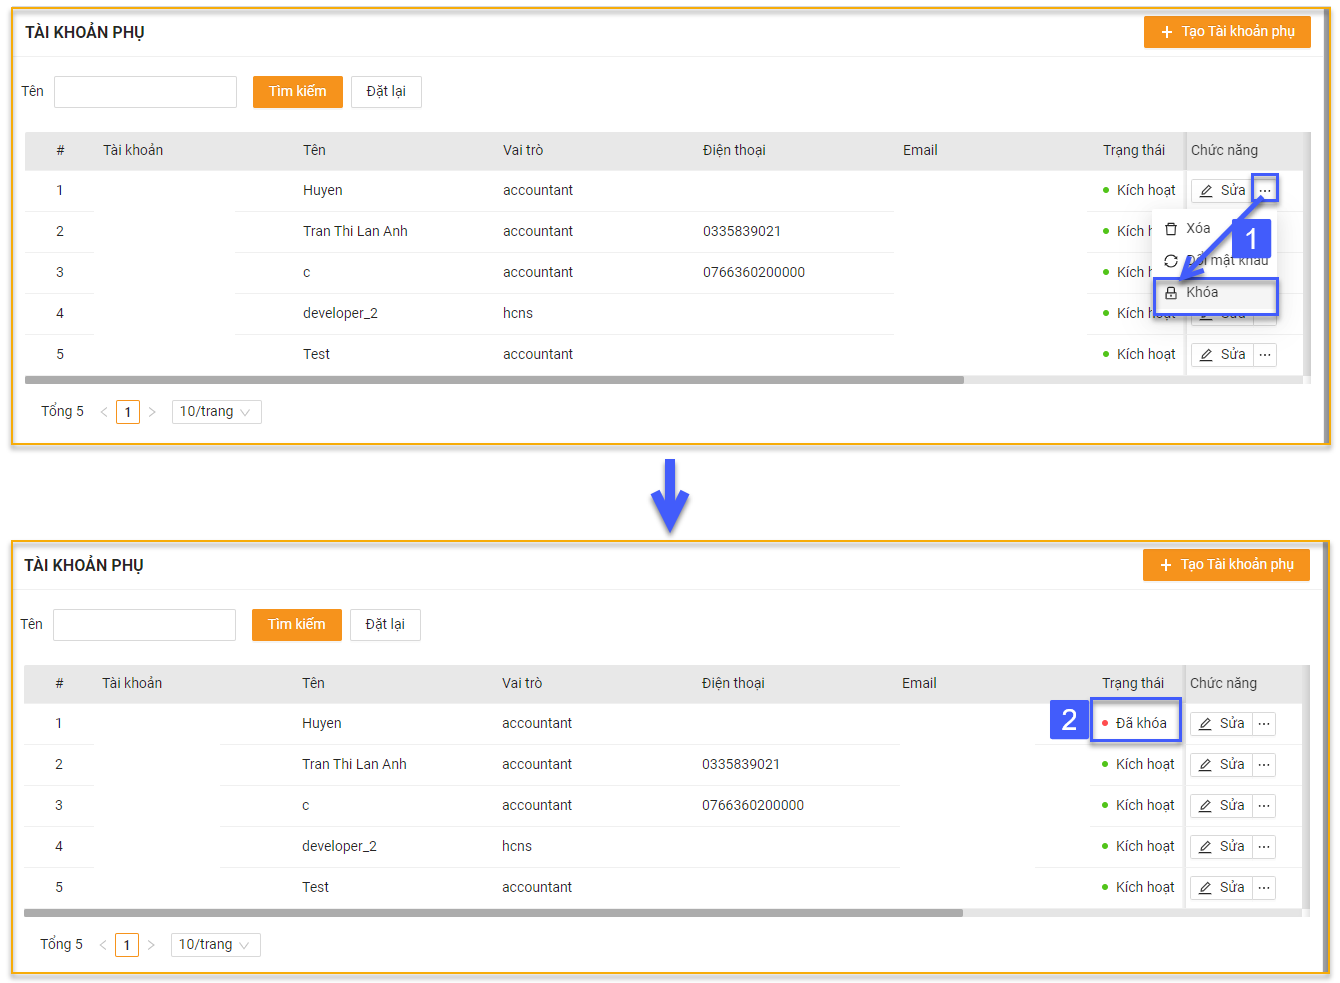 TÀI KHOẢN PHỤ
+ Tạo Tài khoản phụ
Tên
Tìm kiếm
Đặt lại
# Tài khoản Tên Vai trò Điện thoại Email Trạng thái Chức năng
1 Huyen accountant Kích hoạt Sửa ...
2 Tran Thi Lan Anh accountant 0335839021 Kích h Xóa
1
3 c accountant 0766360200000 Kích h
Đổi mật khẩu
Khóa
4 developer_2 hcns Kích hoạt Sửa
5 Test accountant Kích hoạt Sửa ...
Tổng 5 < 1 > 10/trang
TÀI KHOẢN PHỤ
+ Tạo Tài khoản phụ
Tên
Tìm kiếm
Đặt lại
# Tài khoản Tên Vai trò Điện thoại Email Trạng thái Chức năng
1 Huyen accountant 2 Đã khóa Sửa ...
2 Tran Thi Lan Anh accountant 0335839021 Kích hoạt Sửa ...
3 c accountant 0766360200000 Kích hoạt Sửa ...
4 developer_2 hcns Kích hoạt Sửa ...
5 Test accountant Kích hoạt Sửa ...
Tổng 5 < 1 > 10/trang